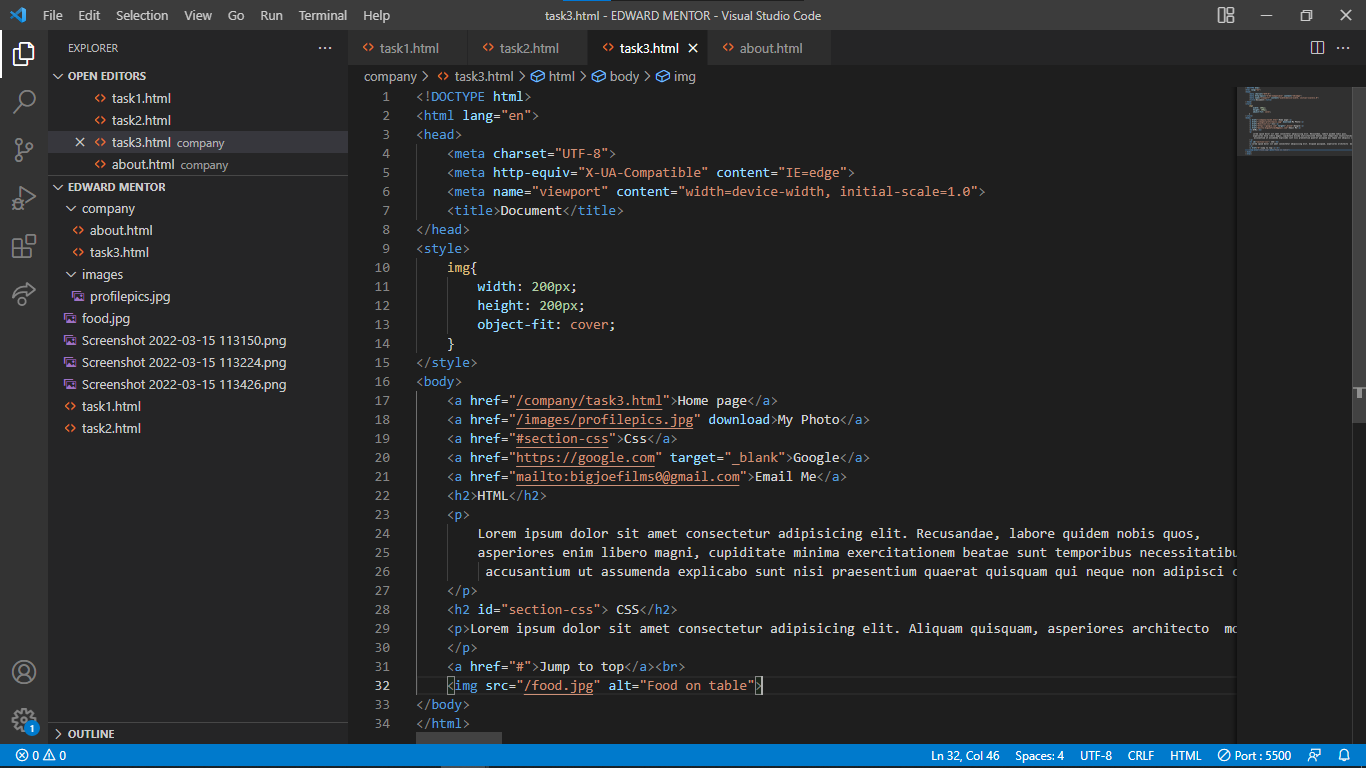 File Edit Selection View Go Run Terminal Help task3.html - EDWARD MENTOR - Visual Studio Code
EXPLORER
OPEN EDITORS
task1.html
task2.html
task3.html company
about.html company
EDWARD MENTOR
company
about.html
task3.html
images
profilepics.jpg
food.jpg
Screenshot 2022-03-15 113150.png
Screenshot 2022-03-15 113224.png
Screenshot 2022-03-15 113426.png
task1.html
task2.html
OUTLINE
task1.html task2.html task3.html about.html
company > task3.html > html > body > img
1 <!DOCTYPE html>
2 <html lang="en">
3 <head>
4 <meta charset="UTF-8">
5 <meta http-equiv="X-UA-Compatible" content="IE=edge">
6 <meta name="viewport" content="width=device-width, initial-scale=1.0">
7 <title>Document</title>
8 </head>
9 <style>
10 img{
11 width: 200px;
12 height: 200px;
13 object-fit: cover;
14 }
15 </style>
16 <body>
17 <a href="/company/task3.html">Home page</a>
18 <a href="/images/profilepics.jpg" download>My Photo</a>
19 <a href="#section-css">Css</a>
20 <a href="https://google.com" target="_blank">Google</a>
21 <a href="mailto:bigjoefilms0@gmail.com">Email Me</a>
22 <h2>HTML</h2>
23 <p>
24 Lorem ipsum dolor sit amet consectetur adipisicing elit. Recusandae, labore quidem nobis quos,
25 asperiores enim libero magni, cupiditate minima exercitationem beatae sunt temporibus necessitatibu
26 accusantium ut assumenda explicabo sunt nisi praesentium quaerat quisquam qui neque non adipisci
27 </p>
28 <h2 id="section-css"> CSS</h2>
29 <p>Lorem ipsum dolor sit amet consectetur adipisicing elit. Aliquam quisquam, asperiores architecto
30 </p>
31 <a href="#">Jump to top</a><br>
32 <img src="/food.jpg" alt="Food on table">
33 </body>
34 </html>
1
0 0 Ln 32, Col 46 Spaces: 4 UTF-8 CRLF HTML Port : 5500